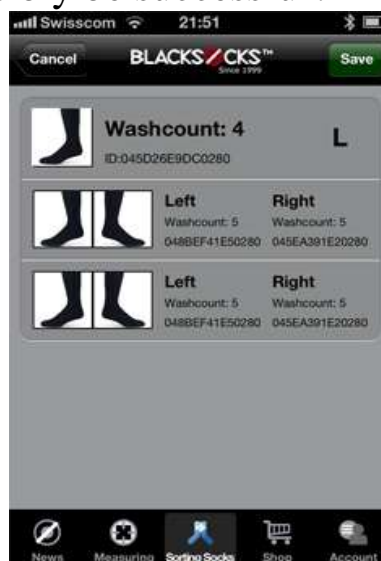 Swisscom 21:51
Cancel BLACKSOCKS™ Save
Since 1999
Washcount: 4 L
ID:045D26E9DC0280
Left Right
Washcount: 5 Washcount: 5
048BEF41E50280 045EA391E20280
Left Right
Washcount: 5 Washcount: 5
048BEF41E50280 045EA391E20280
News Measuring Sorting Socks Shop Account